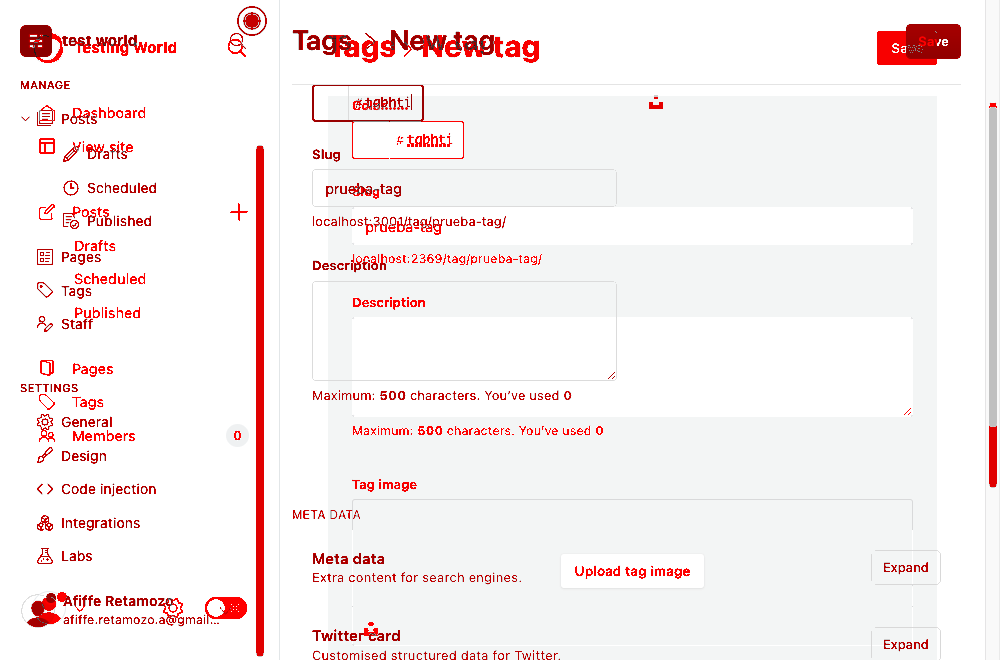 test world
Testing World
Tags > New tag
Tags > New tag
Save
Save
MANAGE
Dashboard
Posts
View site
Drafts
Scheduled
Posts
Published
Drafts
Pages
Scheduled
Tags
Published
Staff
Pages
SETTINGS
Tags
General
Members
0
Design
Code injection
Integrations
Labs
Afiffe Retamozo
afiffe.retamozo.a@gmail...
Slug
prueba_tag
Slug
localhost:3001/tag/prueba-tag/
prueba-tag
localhost:2369/tag/prueba-tag/
Description
Description
Maximum: 500 characters. You've used 0
Maximum: 500 characters. You've used 0
Tag image
META DATA
Meta data
Extra content for search engines.
Upload tag image
Expand
Twitter card
Customised structured data for Twitter.
Expand